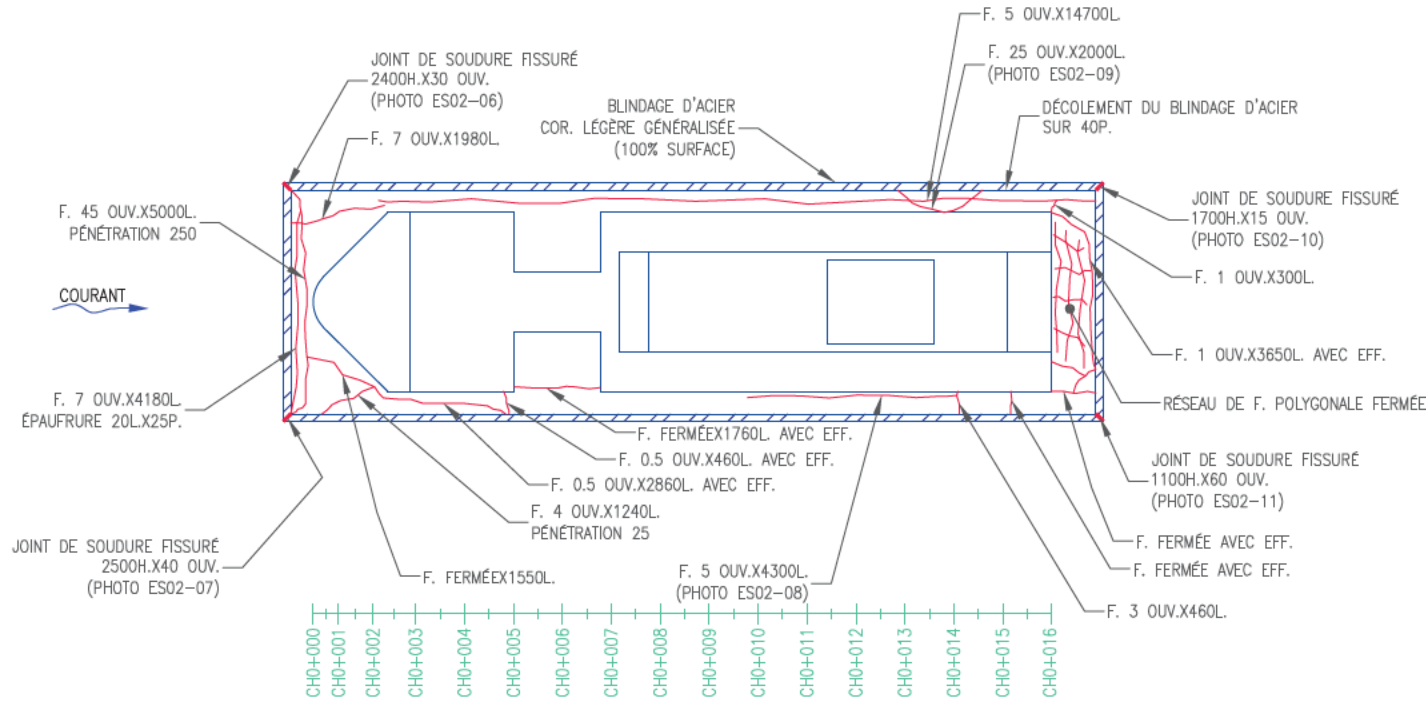 F. 5 OUV.X14700L.
F. 25 OUV.X2000L.
(PHOTO ES02-09)
JOINT DE SOUDURE FISSURÉ
2400H.X30 OUV.
(PHOTO ES02-06)
BLINDAGE D'ACIER
COR. LÉGÈRE GÉNÉRALISÉE
(100% SURFACE)
DÉCOLEMENT DU BLINDAGE D'ACIER
SUR 40P.
F. 7 OUV.X1980L.
JOINT DE SOUDURE FISSURÉ
1700H.X15 OUV.
(PHOTO ES02-10)
F. 45 OUV.X5000L.
PÉNÉTRATION 250
F. 1 OUV.X300L.
COURANT
F. 1 OUV.X3650L. AVEC EFF.
F. 7 OUV.X4180L.
ÉPAUFRURE 20L.X25P.
RÉSEAU DE F. POLYGONALE FERMÉE
F. FERMÉEX1760L. AVEC EFF.
F. 0.5 OUV.X460L. AVEC EFF.
F. 0.5 OUV.X2860L. AVEC EFF.
F. 4 OUV.X1240L.
PÉNÉTRATION 25
JOINT DE SOUDURE FISSURÉ
1100H.X60 OUV.
(PHOTO ES02-11)
JOINT DE SOUDURE FISSURÉ
2500H.X40 OUV.
(PHOTO ES02-07)
F. FERMÉEX1550L.
F. 5 OUV.X4300L.
(PHOTO ES02-08)
F. FERMÉE AVEC EFF.
F. FERMÉE AVEC EFF.
F. 3 OUV.X460L.
CH0+000
CH0+001
CH0+002
CH0+003
CH0+004
CH0+005
CH0+006
CH0+007
CH0+008
CH0+009
CH0+010
CH0+011
CH0+012
CH0+013
CH0+014
CH0+015
CH0+016